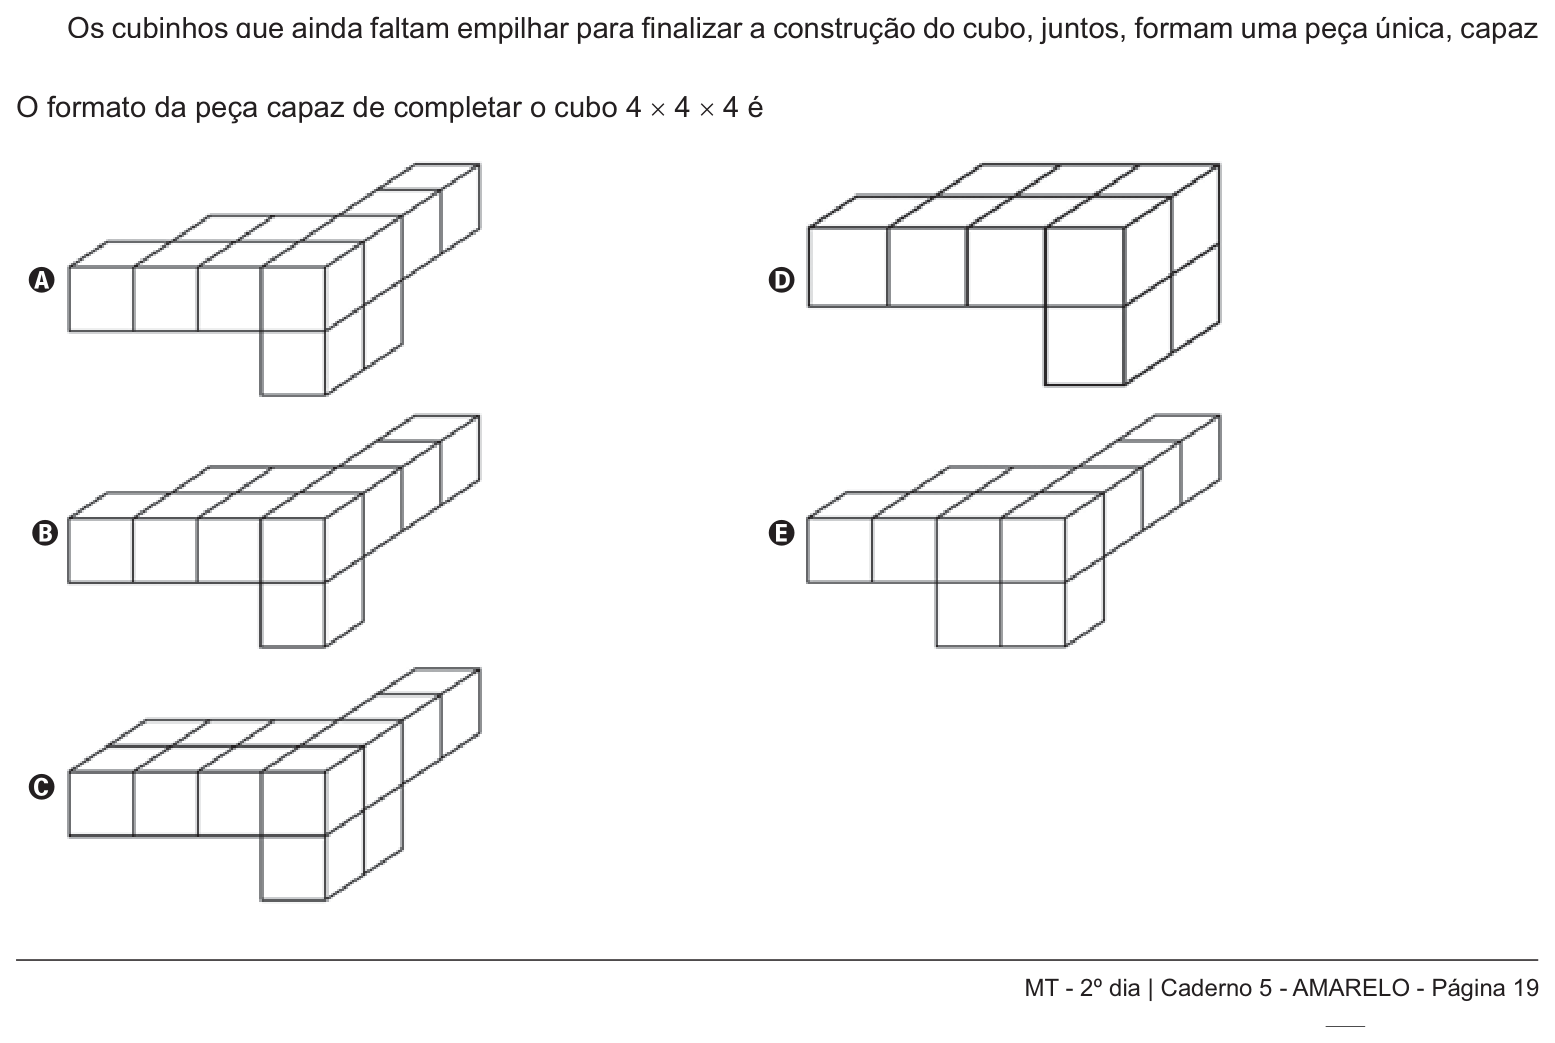 Os cubinhos que ainda faltam empilhar para finalizar a construção do cubo, juntos, formam uma peça única, capaz
O formato da peça capaz de completar o cubo 4 × 4 × 4 é
A
D
B
E
C
MT - 2º dia | Caderno 5 - AMARELO - Página 19